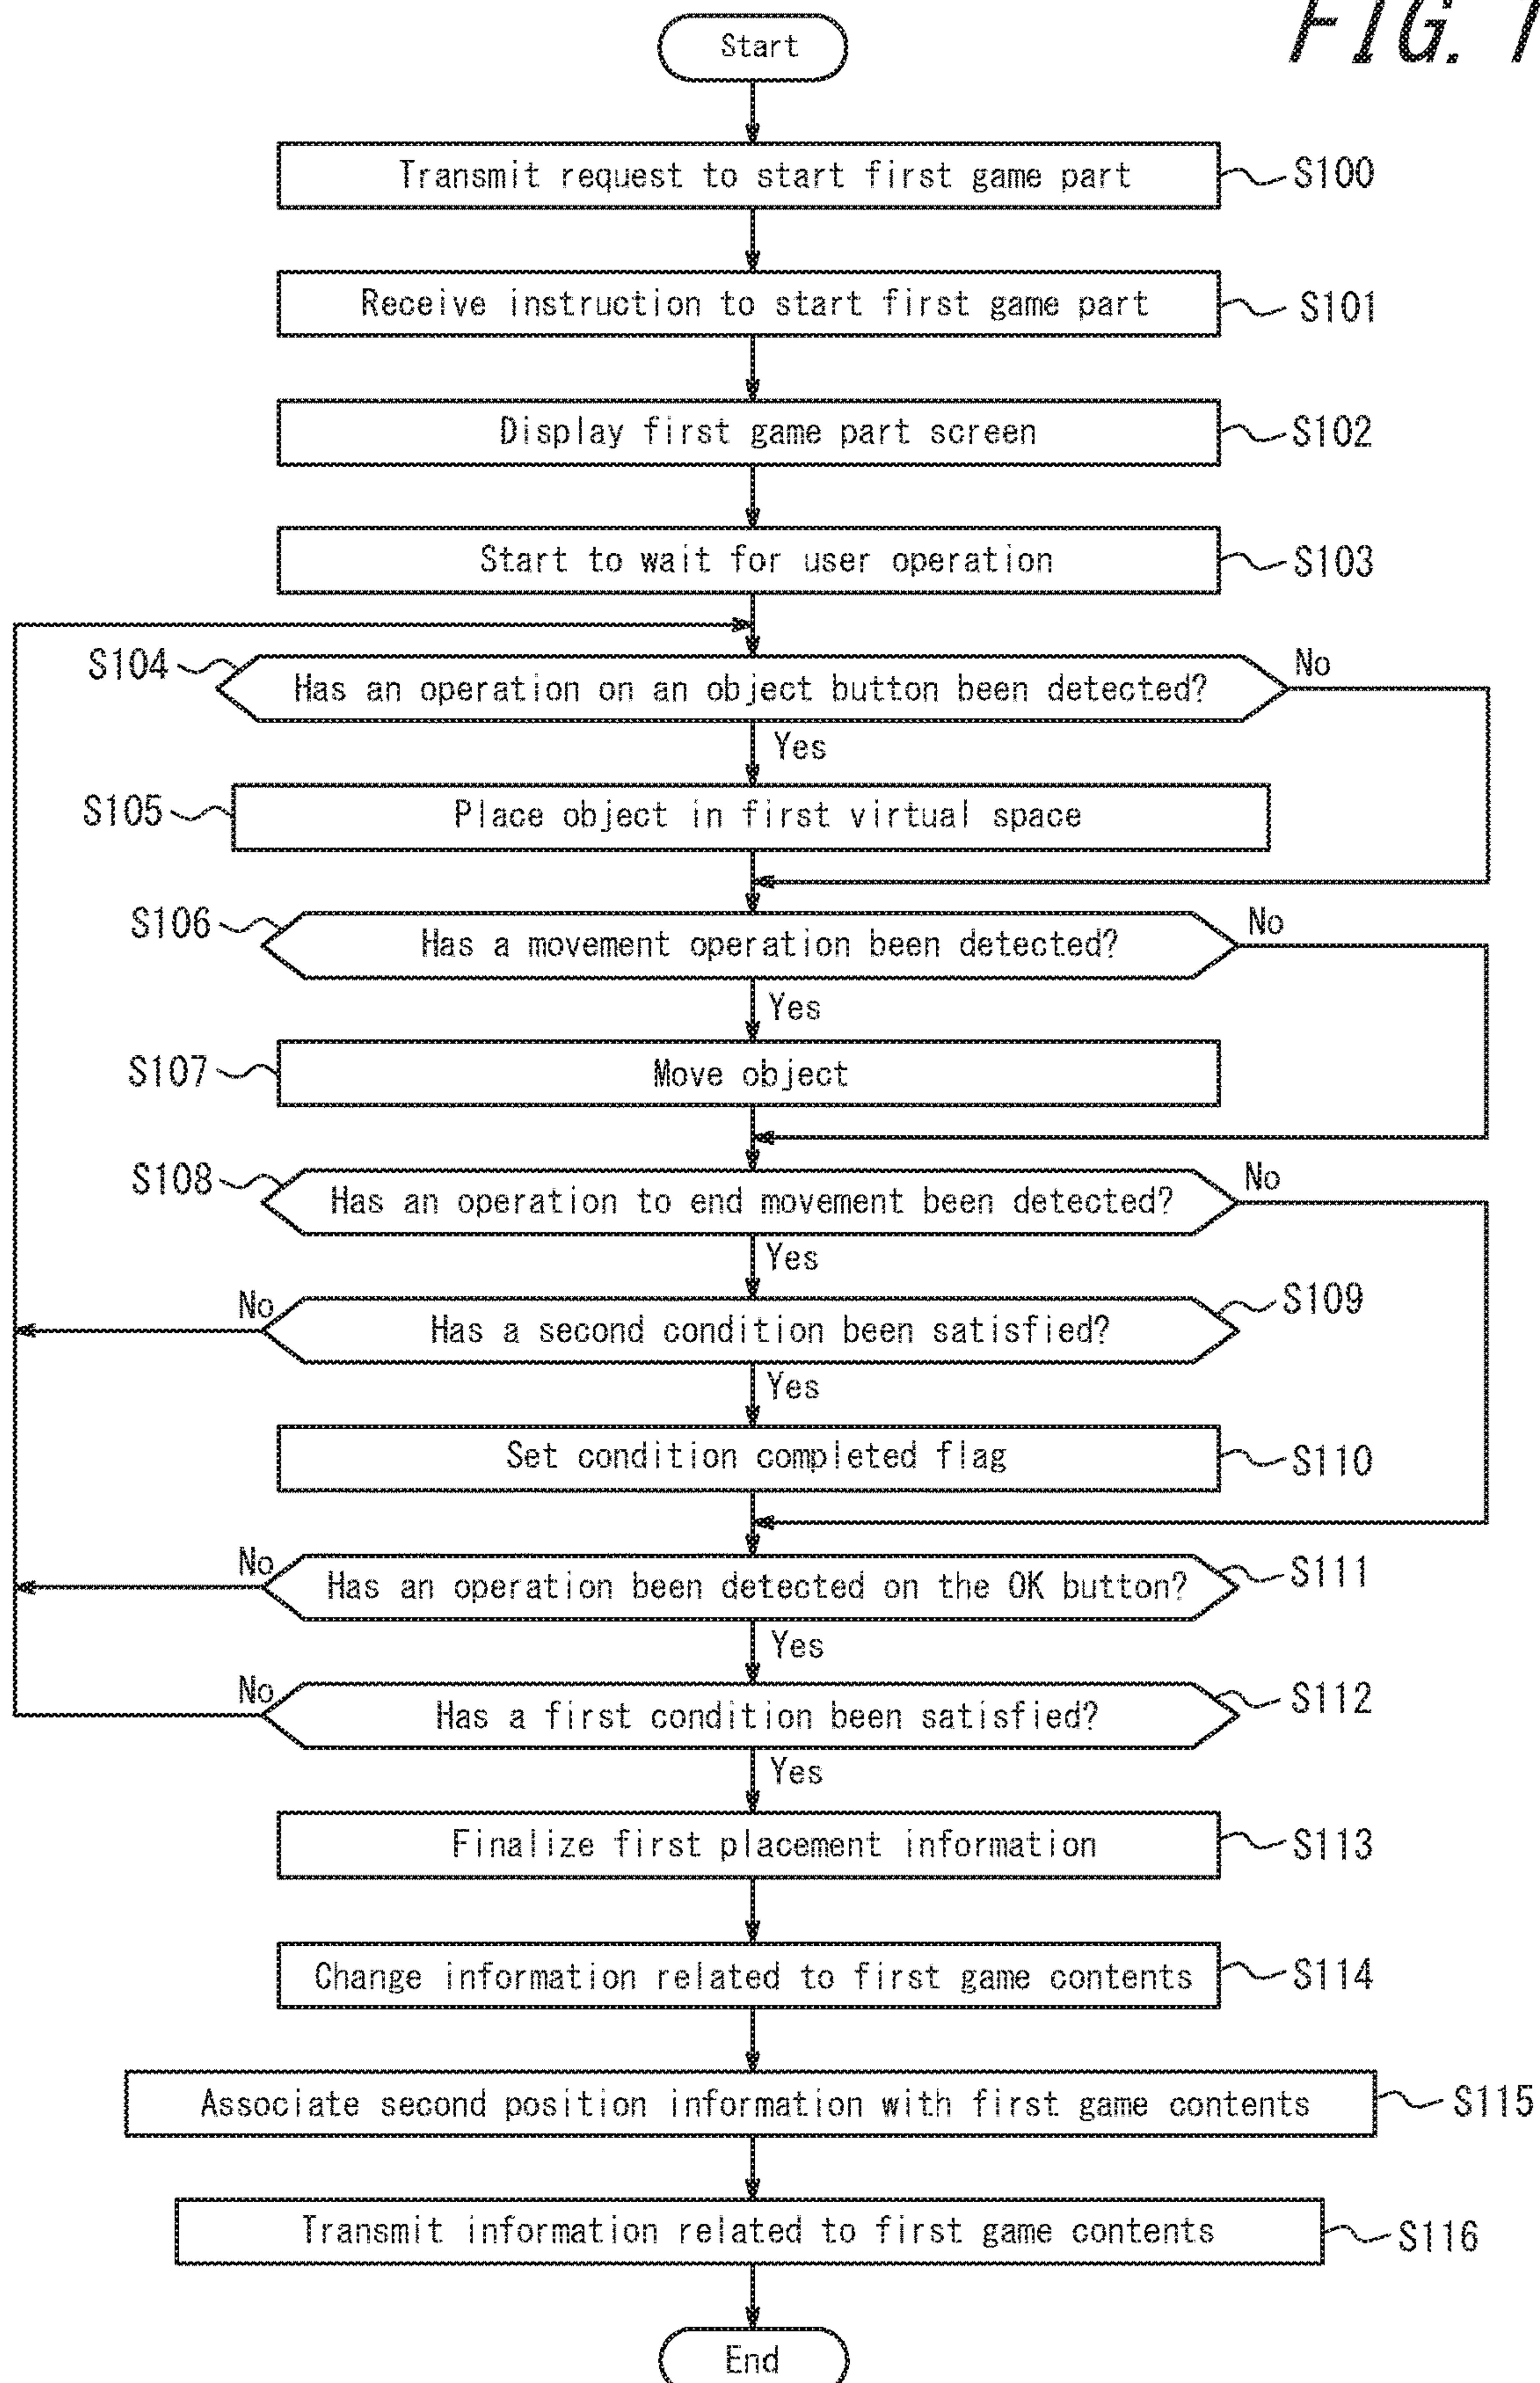 FIG. 1
Start
Transmit request to start first game part
S100
Receive instruction to start first game part
S101
Display first game part screen
S102
Start to wait for user operation
S103
S104
Has an operation on an object button been detected?
No
Yes
S105
Place object in first virtual space
S106
Has a movement operation been detected?
No
Yes
S107
Move object
S108
Has an operation to end movement been detected?
No
Yes
No
Has a second condition been satisfied?
S109
Yes
Set condition completed flag
S110
No
Has an operation been detected on the OK button?
S111
Yes
No
Has a first condition been satisfied?
S112
Yes
Finalize first placement information
S113
Change information related to first game contents
S114
Associate second position information with first game contents
S115
Transmit information related to first game contents
S116
End